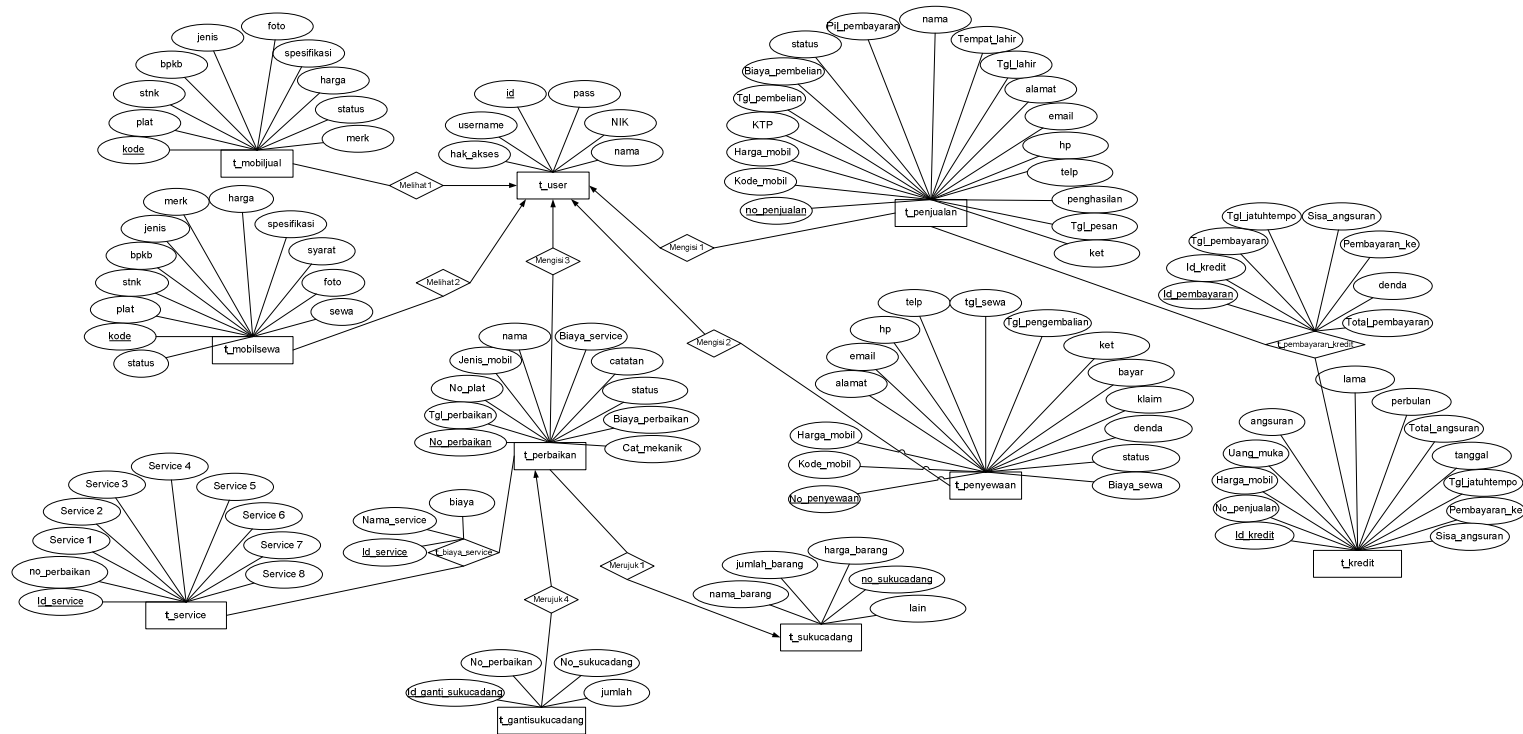 foto
jenis
spesifikasi
bpkb
harga
stnk
status
plat
merk
kode
t_mobiljual
Melihat 1
id
pass
username
NIK
hak_akses
nama
t_user
Pil_pembayaran
nama
status
Tempat_lahir
Biaya_pembelian
Tgl_lahir
Tgl_pembelian
alamat
KTP
email
Harga_mobil
hp
Kode_mobil
telp
no_penjualan
penghasilan
t_penjualan
Tgl_pesan
ket
Mengisi 1
merk
harga
jenis
spesifikasi
bpkb
syarat
stnk
foto
plat
sewa
kode
status
t_mobilsewa
Melihat 2
Mengisi 3
Mengisi 2
Tgl_jatuhtempo
Sisa_angsuran
Tgl_pembayaran
Pembayaran_ke
Id_kredit
denda
Id_pembayaran
Total_pembayaran
t_pembayaran_kredit
nama
Biaya_service
Jenis_mobil
catatan
No_plat
status
Tgl_perbaikan
Biaya_perbaikan
No_perbaikan
Cat_mekanik
t_perbaikan
telp
tgl_sewa
hp
Tgl_pengembalian
email
ket
alamat
bayar
klaim
Harga_mobil
denda
Kode_mobil
status
No_penyewaan
Biaya_sewa
t_penyewaan
lama
angsuran
perbulan
Uang_muka
Total_angsuran
Harga_mobil
tanggal
No_penjualan
Tgl_jatuhtempo
Id_kredit
Pembayaran_ke
Sisa_angsuran
t_kredit
Service 4
Service 3
Service 5
Service 2
Service 6
Service 1
Service 7
no_perbaikan
Service 8
Id_service
t_service
biaya
Nama_service
Id_service
t_biaya_service
Merujuk 1
Merujuk 4
harga_barang
jumlah_barang
no_sukucadang
nama_barang
lain
t_sukucadang
No_perbaikan
No_sukucadang
Id_ganti_sukucadang
jumlah
t_gantisukucadang